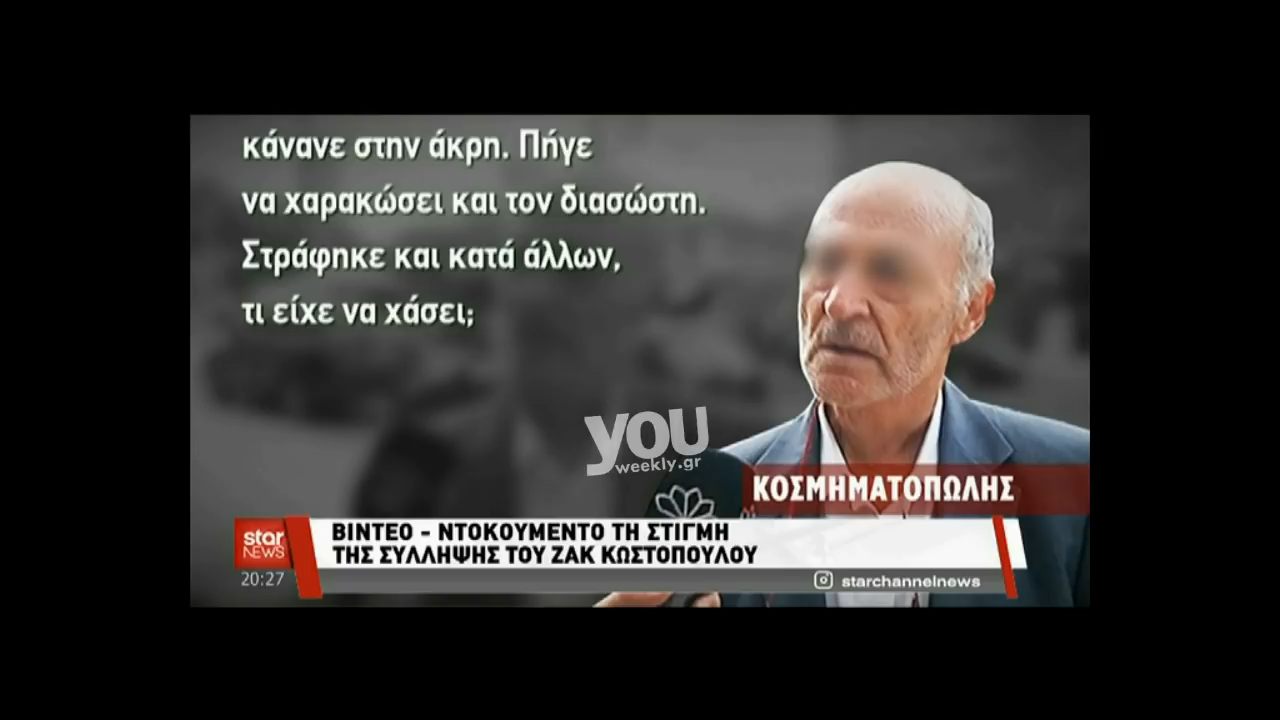 κάνανε στην άκρη. Πήγε
να χαρακώσει και τον διασώστη.
Στράφηκε και κατά άλλων,
τι είχε να χάσει;
you
weekly.gr
ΚΟΣΜΗΜΑΤΟΠΩΛΗΣ
star
NEWS
ΒΙΝΤΕΟ - ΝΤΟΚΟΥΜΕΝΤΟ ΤΗ ΣΤΙΓΜΗ
ΤΗΣ ΣΥΛΛΗΨΗΣ ΤΟΥ ΖΑΚ ΚΩΣΤΟΠΟΥΛΟΥ
20:27
starchannelnews